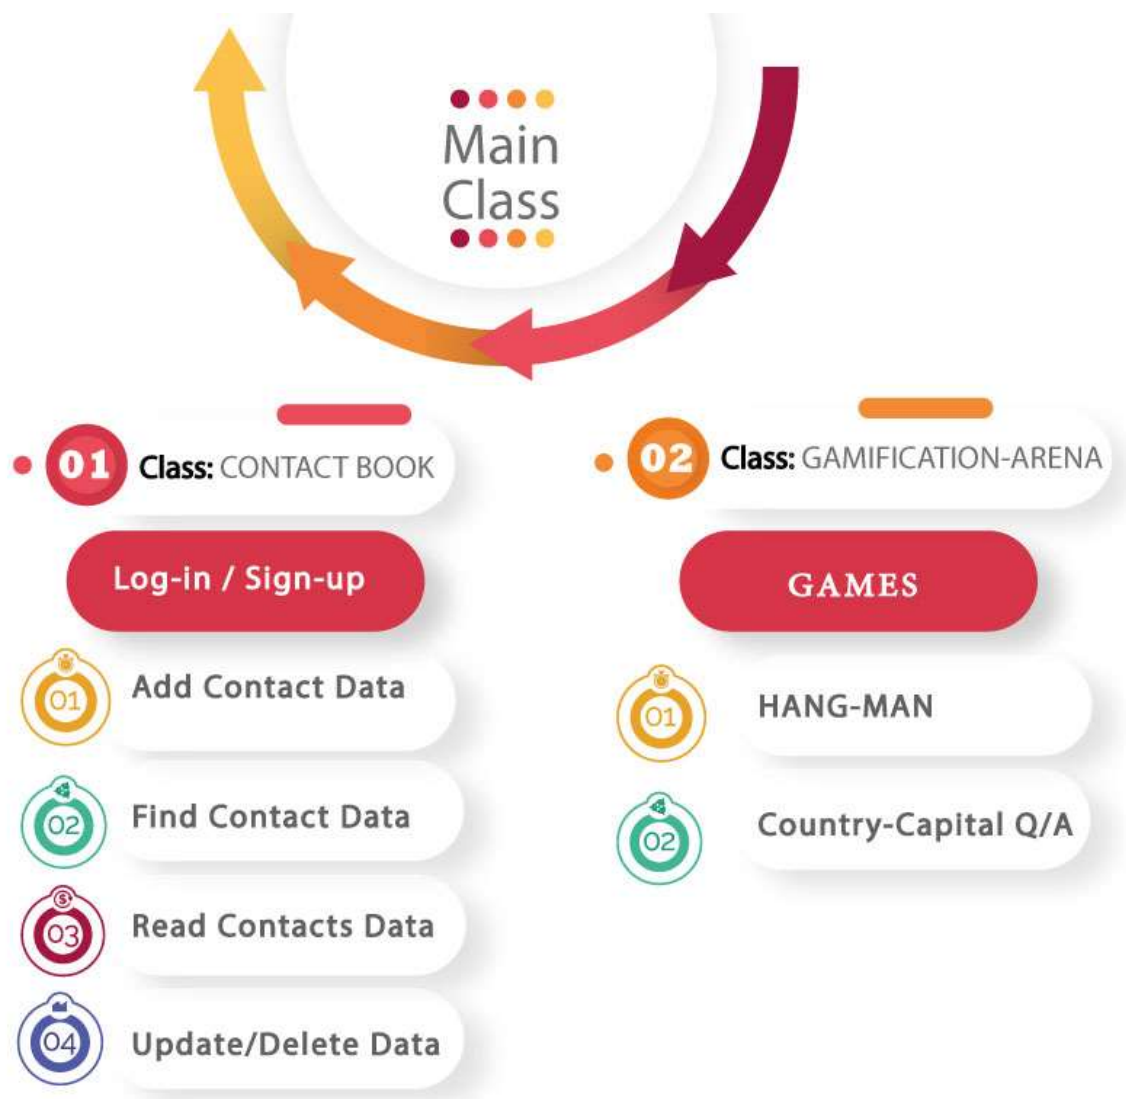 Main
Class
01 Class: CONTACT BOOK
Log-in / Sign-up
01 Add Contact Data
02 Find Contact Data
03 Read Contacts Data
04 Update/Delete Data
02 Class: GAMIFICATION-ARENA
GAMES
01 HANG-MAN
02 Country-Capital Q/A